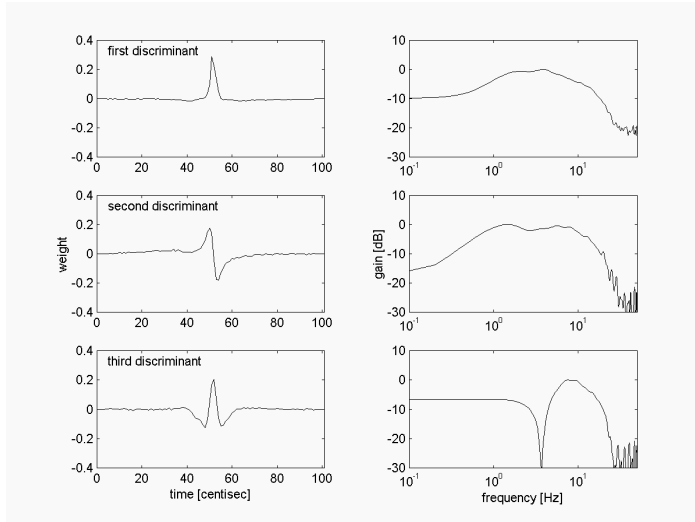 0.4
first discriminant
0.2
0
-0.2
-0.4
0 20 40 60 80 100
10
0
-10
-20
-30
10^-1 10^0 10^1
0.4
second discriminant
0.2
0
-0.2
-0.4
0 20 40 60 80 100
weight
10
0
-10
-20
-30
10^-1 10^0 10^1
gain [dB]
0.4
third discriminant
0.2
0
-0.2
-0.4
0 20 40 60 80 100
time [centisec]
10
0
-10
-20
-30
10^-1 10^0 10^1
frequency [Hz]